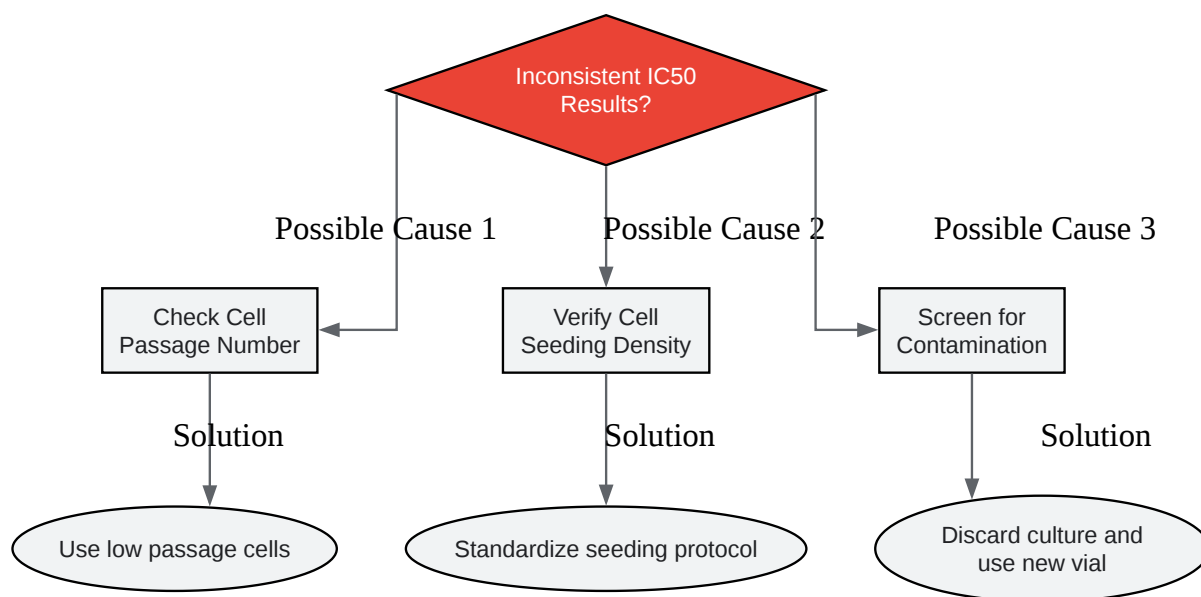 Inconsistent IC50
Results?
Possible Cause 1
Possible Cause 2
Possible Cause 3
Check Cell
Passage Number
Verify Cell
Seeding Density
Screen for
Contamination
Solution
Solution
Solution
Use low passage cells
Standardize seeding protocol
Discard culture and
use new vial